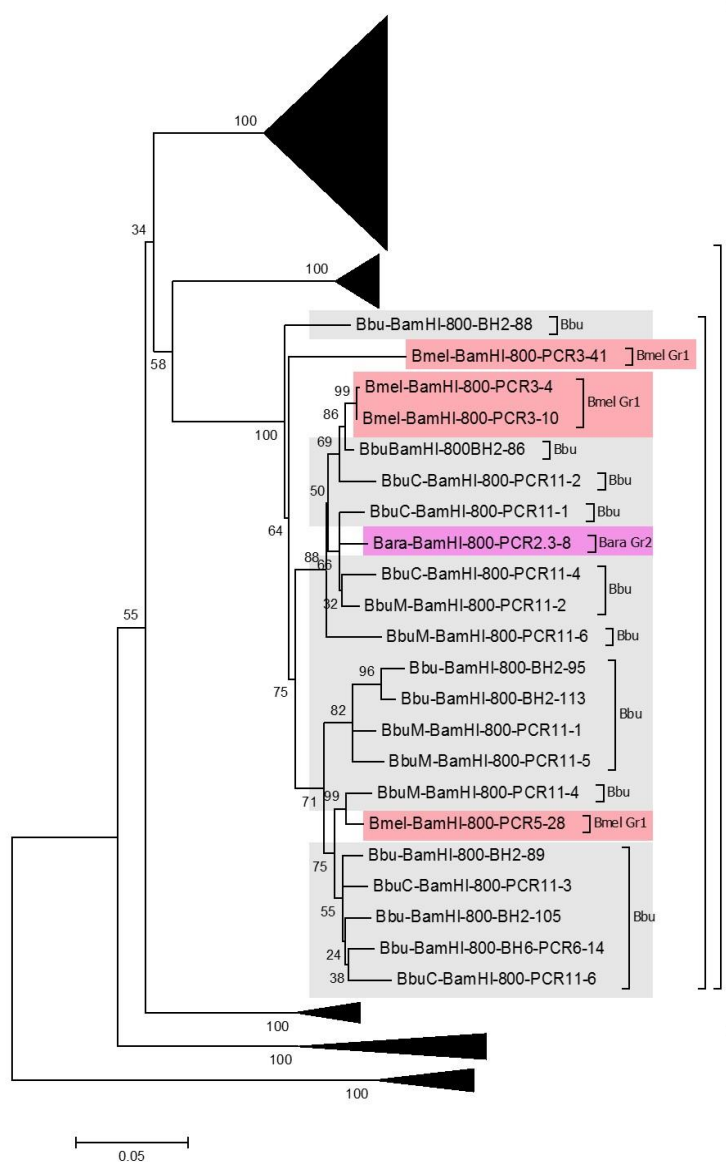 100
34
100
58
Bbu-BamHI-800-BH2-88 Bbu
Bmel-BamHI-800-PCR3-41 Bmel Gr1
99 Bmel-BamHI-800-PCR3-4
86 Bmel Gr1
Bmel-BamHI-800-PCR3-10
100
69 BbuBamHI-800BH2-86 Bbu
BbuC-BamHI-800-PCR11-2 Bbu
50
BbuC-BamHI-800-PCR11-1 Bbu
64
Bara-BamHI-800-PCR2.3-8 Bara Gr2
88
66
BbuC-BamHI-800-PCR11-4
Bbu
32 BbuM-BamHI-800-PCR11-2
55
BbuM-BamHI-800-PCR11-6 Bbu
96 Bbu-BamHI-800-BH2-95
75
Bbu-BamHI-800-BH2-113
82 Bbu
BbuM-BamHI-800-PCR11-1
BbuM-BamHI-800-PCR11-5
71 99 BbuM-BamHI-800-PCR11-4 Bbu
Bmel-BamHI-800-PCR5-28 Bmel Gr1
Bbu-BamHI-800-BH2-89
75
BbuC-BamHI-800-PCR11-3
55
Bbu-BamHI-800-BH2-105 Bbu
Bbu-BamHI-800-BH6-PCR6-14
24
38 BbuC-BamHI-800-PCR11-6
100
100
100
0.05